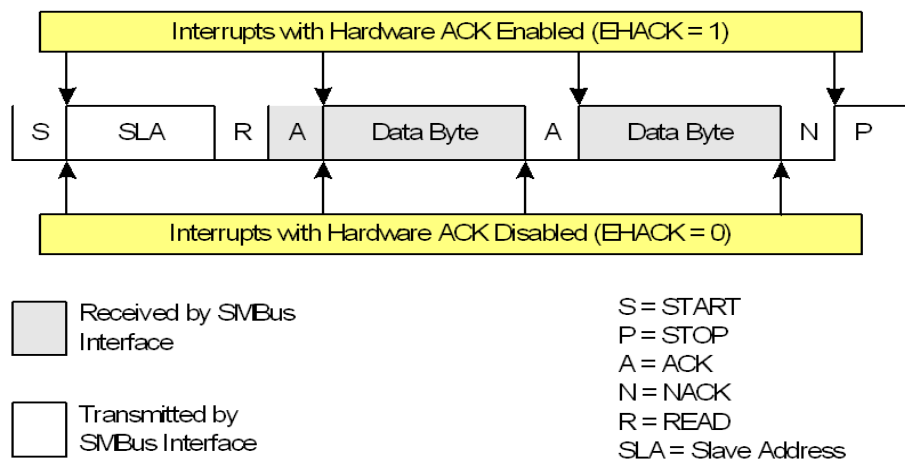 Interrupts with Hardware ACK Enabled (EHACK = 1)
S SLA R A Data Byte A Data Byte N P
Interrupts with Hardware ACK Disabled (EHACK = 0)
Received by SMBus
Interface
Transmitted by
SMBus Interface
S = START
P = STOP
A = ACK
N = NACK
R = READ
SLA = Slave Address